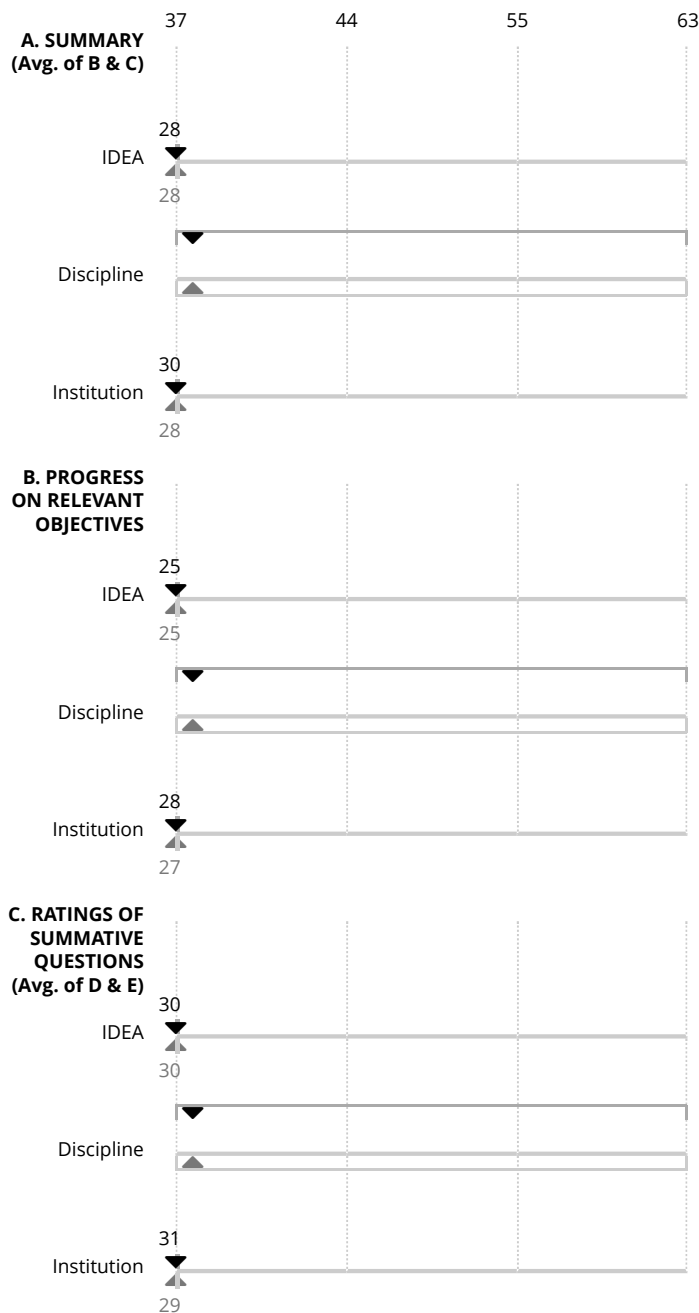 37 44 55 63
A. SUMMARY
(Avg. of B & C)
28
IDEA
28
Discipline
30
Institution
28
B. PROGRESS
ON RELEVANT
OBJECTIVES
25
IDEA
25
Discipline
28
Institution
27
C. RATINGS OF
SUMMATIVE
QUESTIONS
(Avg. of D & E)
30
IDEA
30
Discipline
31
Institution
29